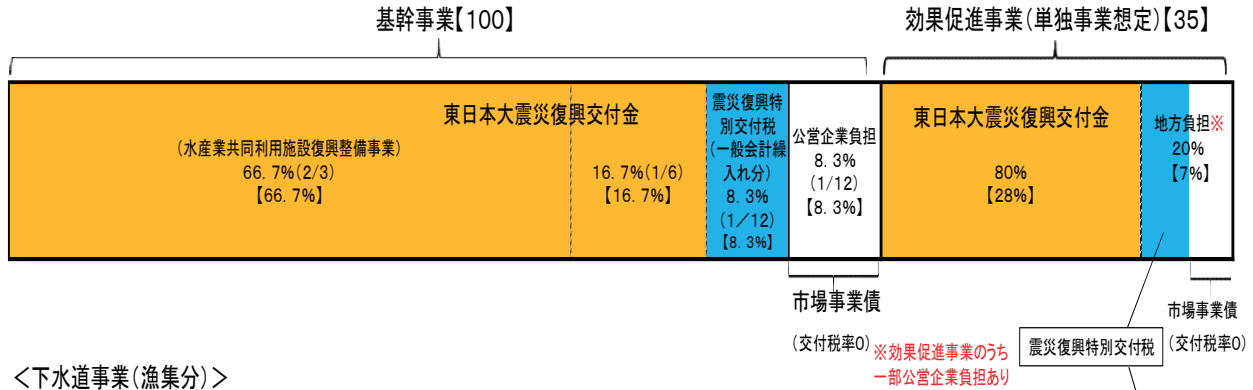 基幹事業【100】
効果促進事業(単独事業想定)【35】
東日本大震災復興交付金
(水産業共同利用施設復興整備事業)
66.7%(2/3)
【66.7%】
16.7%(1/6)
【16.7%】
震災復興特
別交付税
(一般会計繰
入れ分)
8.3%
(1/12)
【8.3%】
公営企業負担
8.3%
(1/12)
【8.3%】
東日本大震災復興交付金
80%
【28%】
地方負担※
20%
【7%】
市場事業債
(交付税率0)
※効果促進事業のうち
一部公営企業負担あり
震災復興特別交付税
市場事業債
(交付税率0)
<下水道事業(漁集分)>